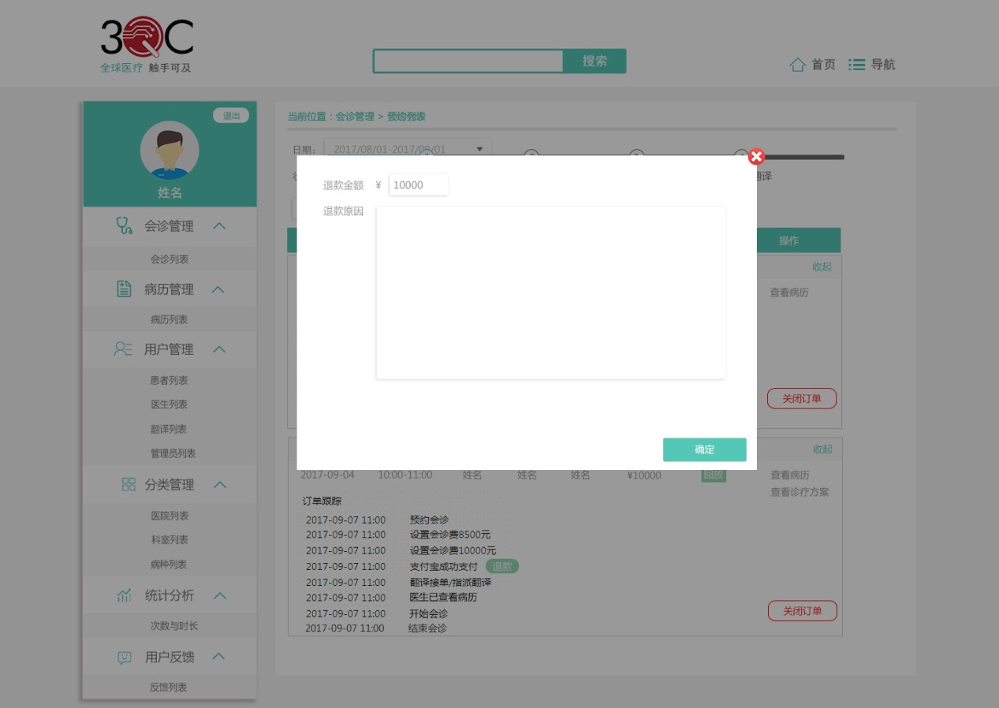 3QC
全球医疗 触手可及
搜索
首页
导航
退出
姓名
会诊管理
会诊列表
病历管理
病历列表
用户管理
患者列表
医生列表
翻译列表
管理员列表
分类管理
医院列表
科室列表
病种列表
统计分析
次数与时长
用户反馈
反馈列表
当前位置：会诊管理 >
日期： 2017/08/01-2017/09/01
翻译
退款金额 ¥ 10000
退款原因
确定
操作
收起
查看病历
关闭订单
收起
2017-09-04 10:00-11:00 姓名 姓名 姓名 ¥10000 回放 查看病历
查看诊疗方案
订单跟踪
2017-09-07 11:00 预约会诊
2017-09-07 11:00 设置会诊费8500元
2017-09-07 11:00 设置会诊费10000元
2017-09-07 11:00 支付宝成功支付 退款
2017-09-07 11:00 翻译接单/指派翻译
2017-09-07 11:00 医生已查看病历
2017-09-07 11:00 开始会诊
2017-09-07 11:00 结束会诊
关闭订单